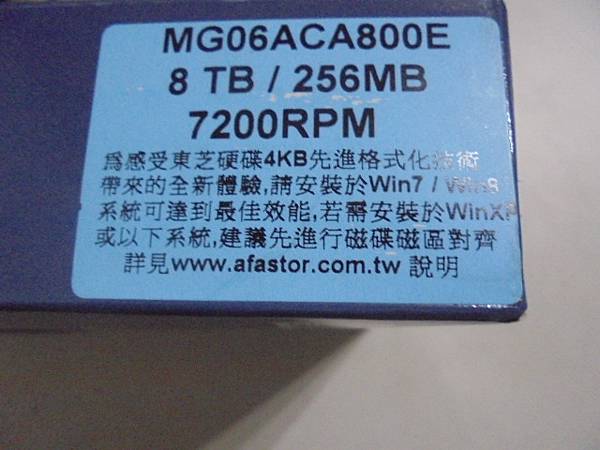 MG06ACA800E
8 TB / 256MB
7200RPM
為感受東芝硬碟4KB先進格式化技術
帶來的全新體驗,請安裝於Win7 / Win8
系統可達到最佳效能,若需安裝於WinXP
或以下系統,建議先進行磁碟磁區對齊
詳見www.afastor.com.tw 說明